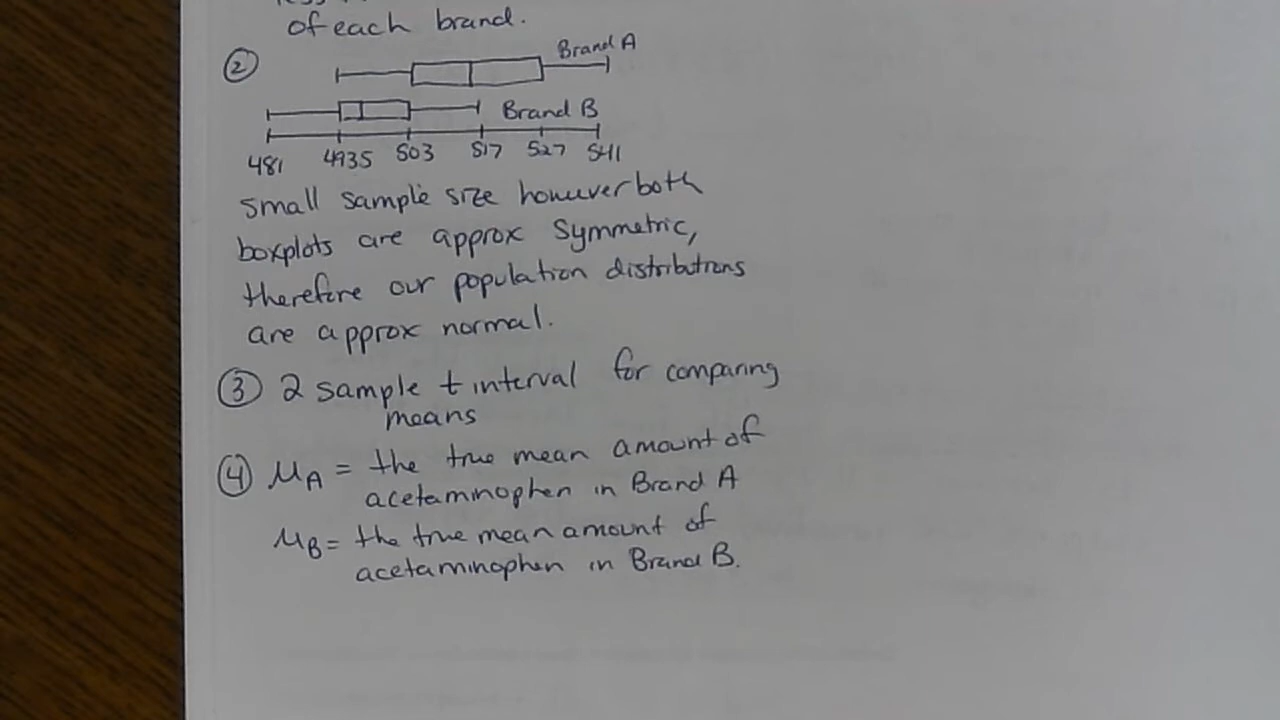 of each brand.
②
Brand A
Brand B
481 4935 503 517 527 541
small sample size however both
boxplots are approx symmetric,
therefore our population distributions
are approx normal.
③ 2 sample t interval for comparing
means
④ μA = the true mean amount of
acetaminophen in Brand A
μB = the true mean amount of
acetaminophen in Brand B.